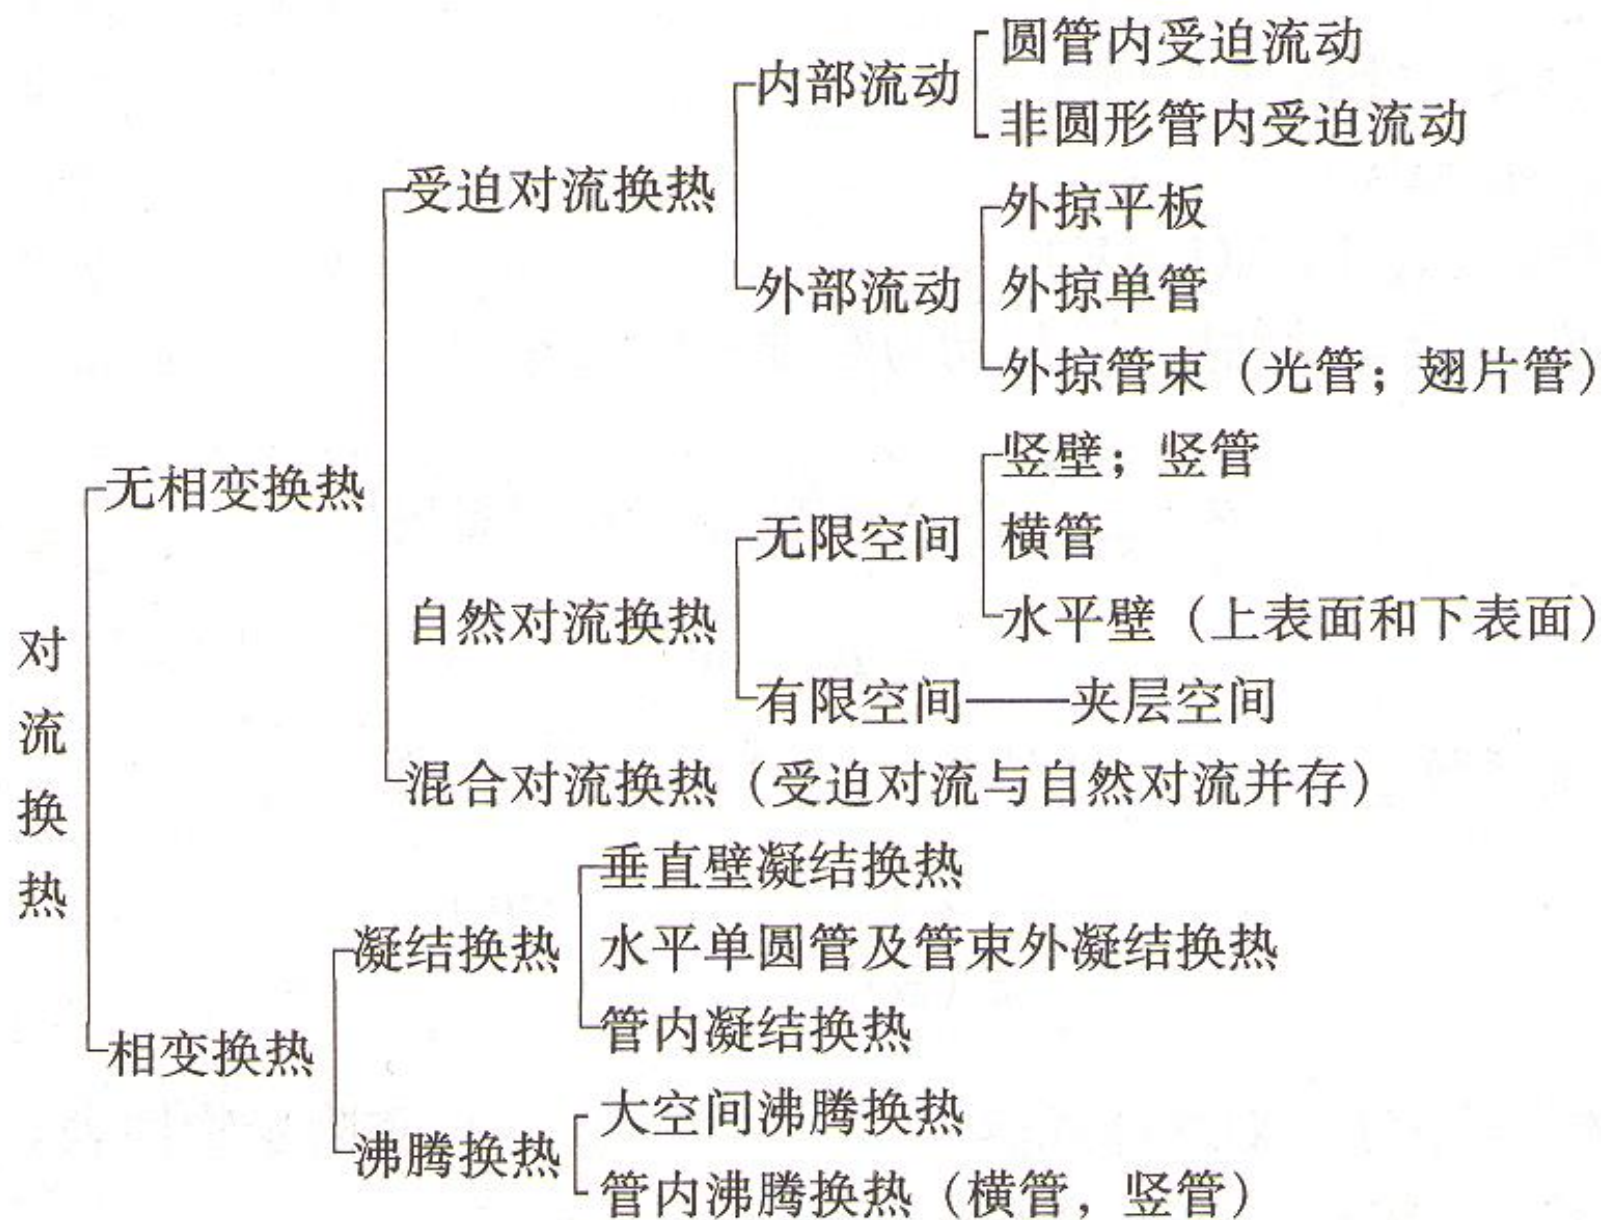 对流换热
无相变换热
受迫对流换热
内部流动
圆管内受迫流动
非圆形管内受迫流动
外部流动
外掠平板
外掠单管
外掠管束（光管；翅片管）
自然对流换热
无限空间
竖壁；竖管
横管
水平壁（上表面和下表面）
有限空间——夹层空间
混合对流换热（受迫对流与自然对流并存）
相变换热
凝结换热
垂直壁凝结换热
水平单圆管及管束外凝结换热
管内凝结换热
沸腾换热
大空间沸腾换热
管内沸腾换热（横管，竖管）